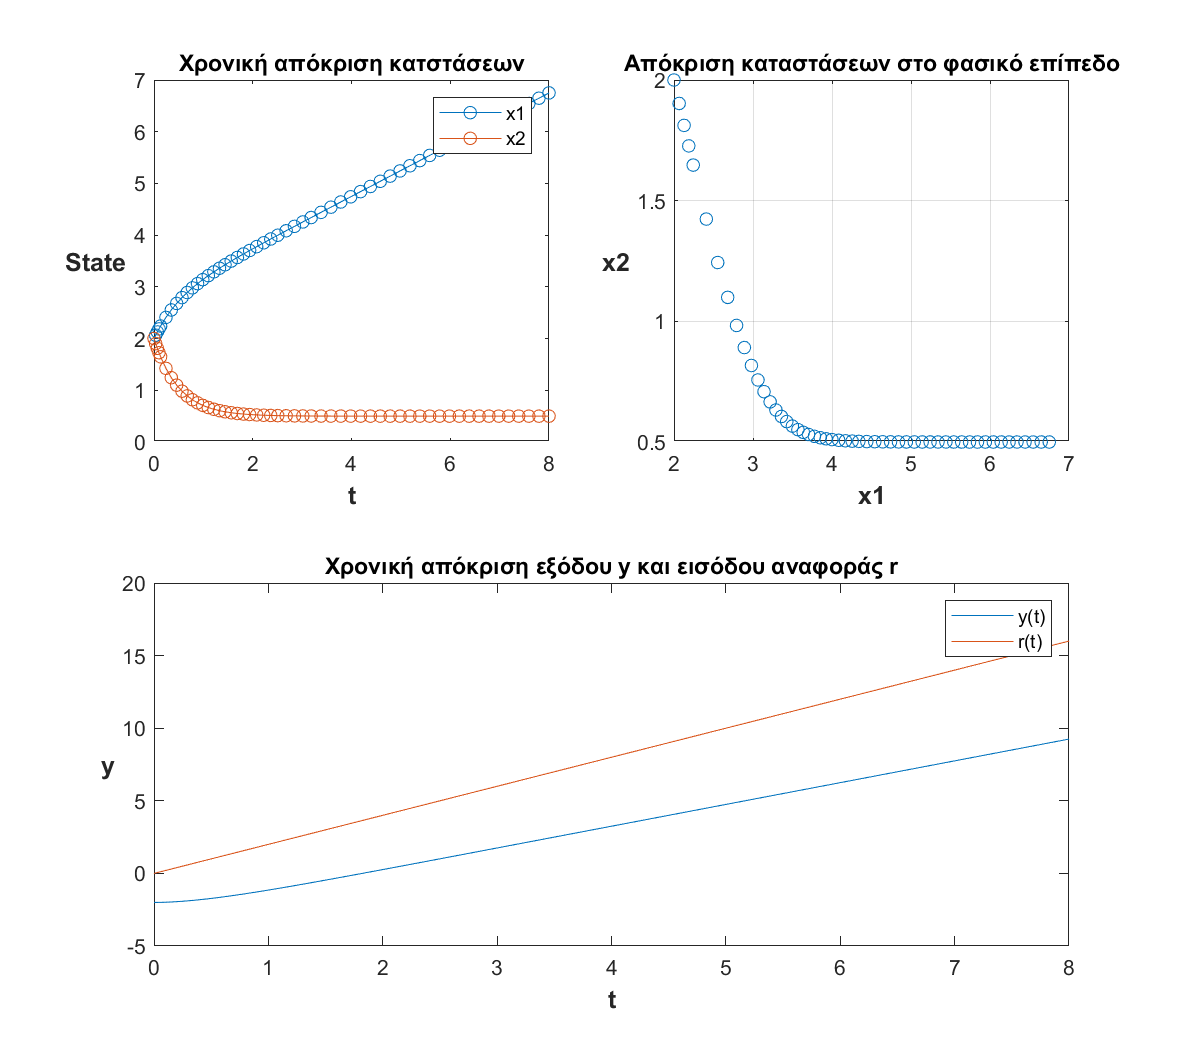 Χρονική απόκριση κατστάσεων
7
6
5
4
3
2
1
0
State
x1
x2
0 2 4 6 8
t
Απόκριση καταστάσεων στο φασικό επίπεδο
2
1.5
1
0.5
x2
2 3 4 5 6 7
x1
Χρονική απόκριση εξόδου y και εισόδου αναφοράς r
20
15
10
5
0
-5
y
y(t)
r(t)
0 1 2 3 4 5 6 7 8
t